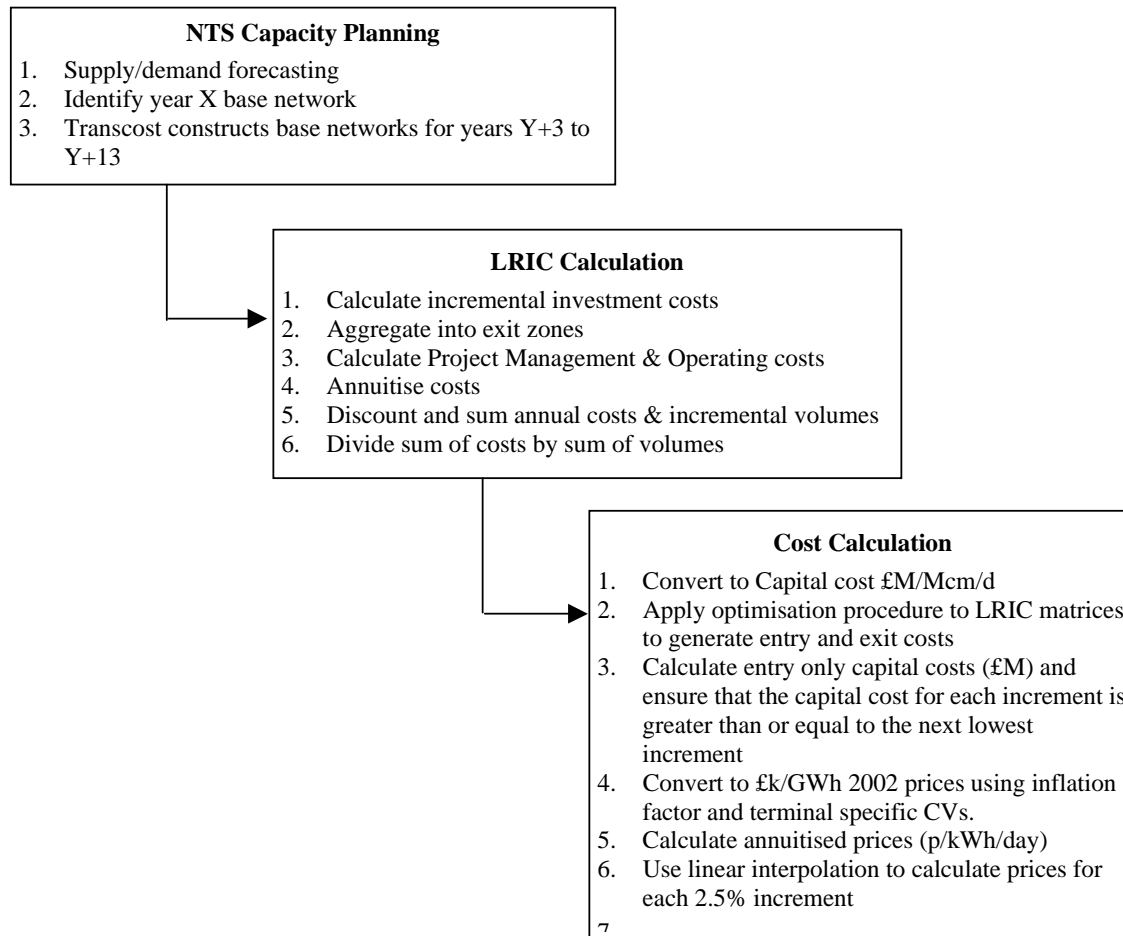 NTS Capacity Planning
1. Supply/demand forecasting
2. Identify year X base network
3. Transcost constructs base networks for years Y+3 to
Y+13
LRIC Calculation
1. Calculate incremental investment costs
2. Aggregate into exit zones
3. Calculate Project Management & Operating costs
4. Annuitise costs
5. Discount and sum annual costs & incremental volumes
6. Divide sum of costs by sum of volumes
Cost Calculation
1. Convert to Capital cost £M/Mcm/d
2. Apply optimisation procedure to LRIC matrices
to generate entry and exit costs
3. Calculate entry only capital costs (£M) and
ensure that the capital cost for each increment is
greater than or equal to the next lowest
increment
4. Convert to £k/GWh 2002 prices using inflation
factor and terminal specific CVs.
5. Calculate annuitised prices (p/kWh/day)
6. Use linear interpolation to calculate prices for
each 2.5% increment
7